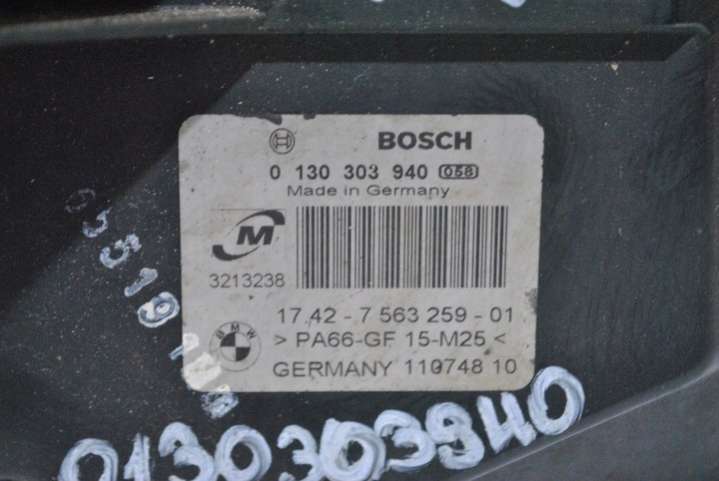 BOSCH
0 130 303 940 058
Made in Germany
M
3213238
17.42 - 7 563 259 - 01
BMW
> PA66-GF 15-M25 <
GERMANY 110748 10
0130303940